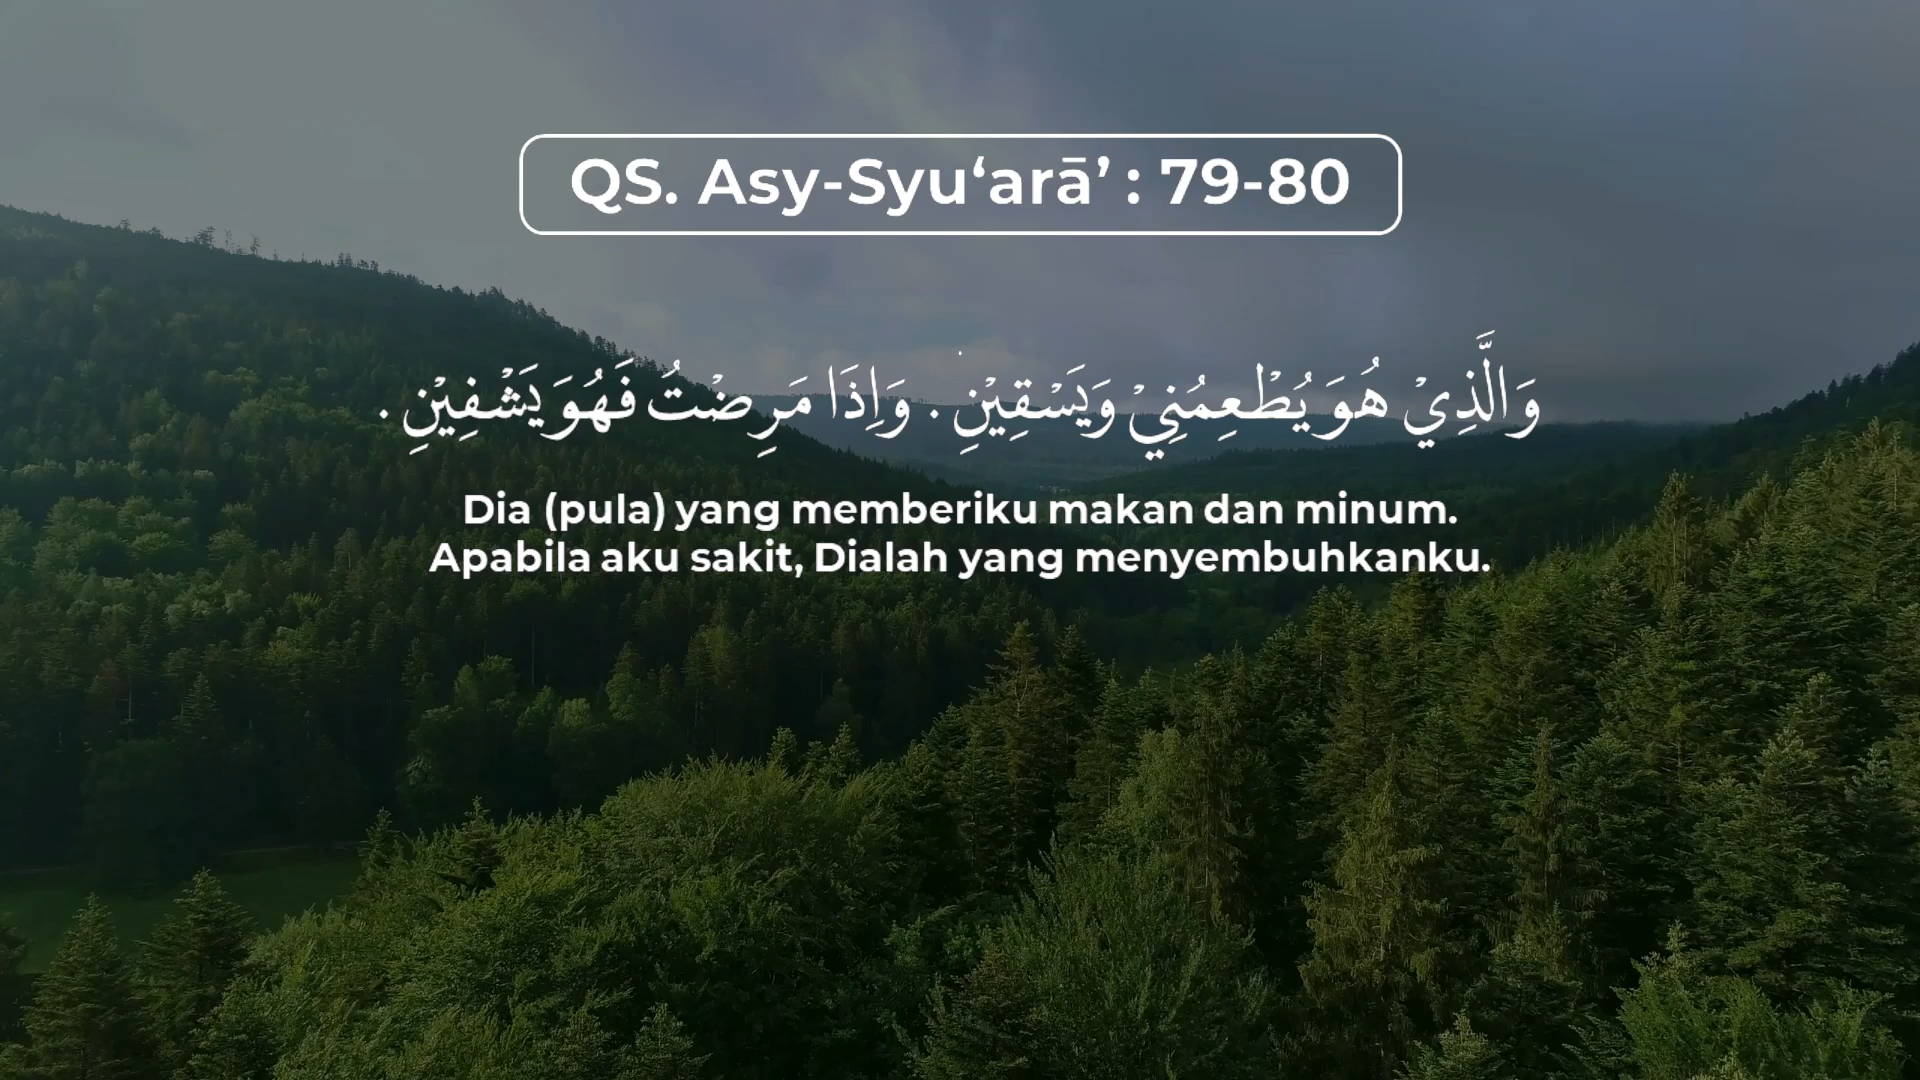 QS. Asy-Syu‘arā’ : 79-80
وَالَّذِيْ هُوَ يُطْعِمُنِيْ وَيَسْقِيْنِ . وَاِذَا مَرِضْتُ فَهُوَ يَشْفِيْنِ .
Dia (pula) yang memberiku makan dan minum.
Apabila aku sakit, Dialah yang menyembuhkanku.